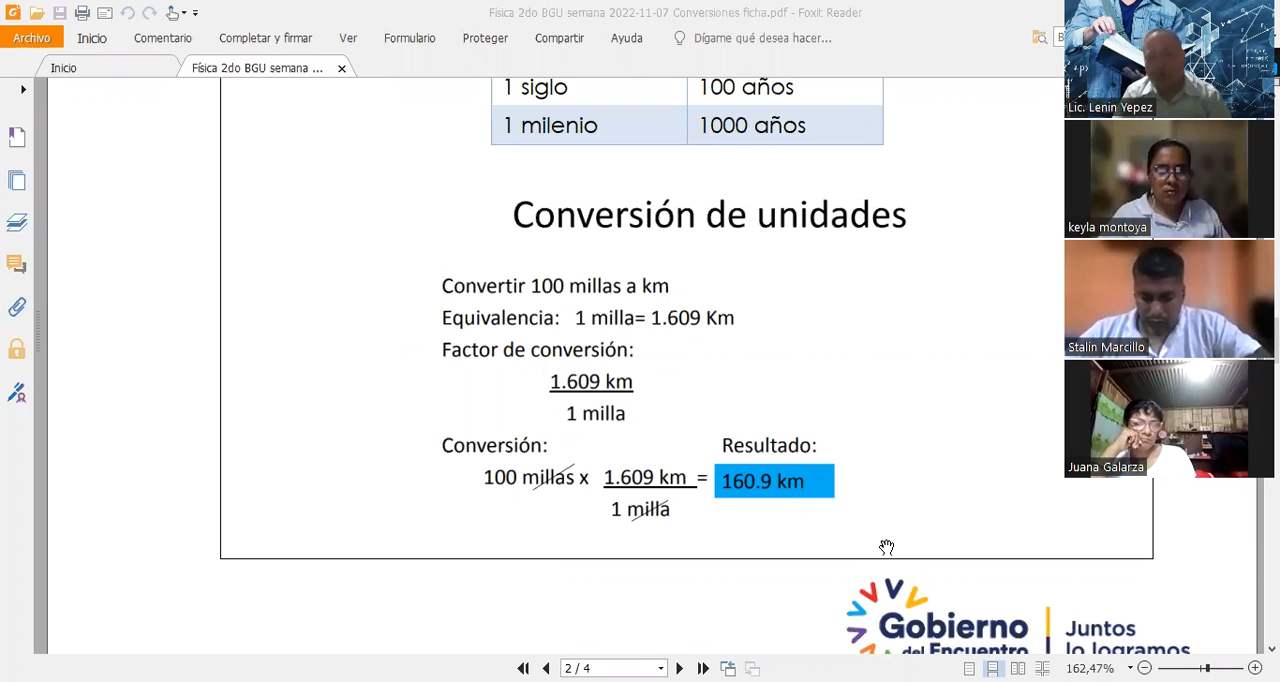 Física 2do BGU semana 2022-11-07 Conversiones ficha.pdf - Foxit Reader
Archivo Inicio Comentario Completar y firmar Ver Formulario Proteger Compartir Ayuda Dígame qué desea hacer...
Inicio Física 2do BGU semana ...
1 siglo 100 años
1 milenio 1000 años
Conversión de unidades
Convertir 100 millas a km
Equivalencia: 1 milla= 1.609 Km
Factor de conversión:
1.609 km
1 milla
Conversión: Resultado:
100 millas x 1.609 km = 160.9 km
1 milla
Gobierno
del Encuentro
Juntos
lo logramos
Lic. Lenin Yepez
keyla montoya
Stalin Marcillo
Juana Galarza
2 / 4
162,47%